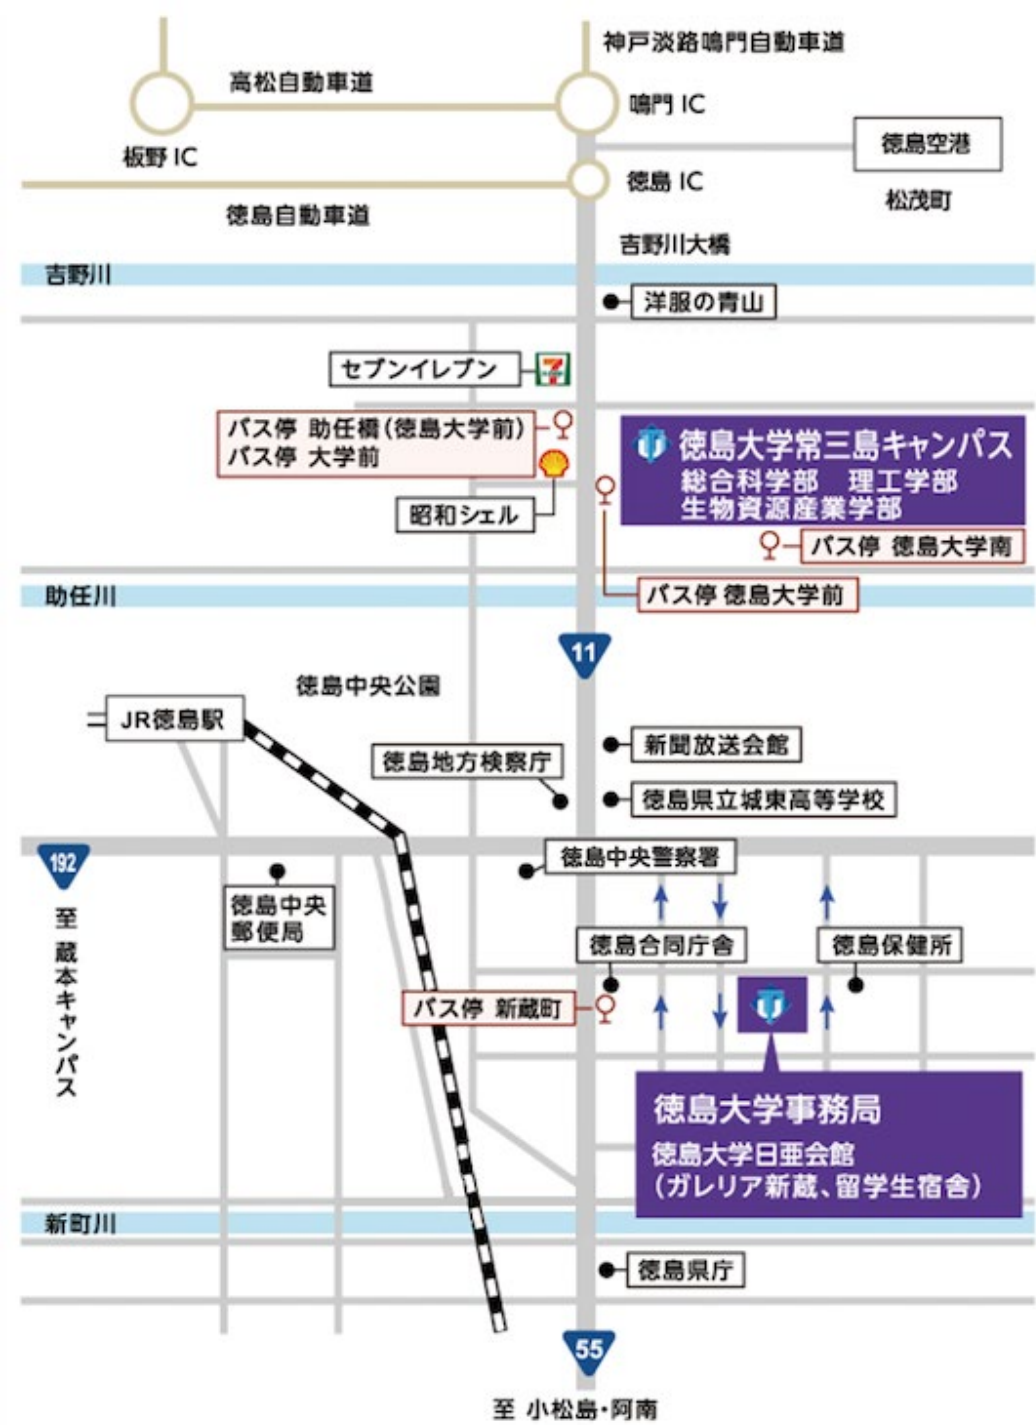 神戸淡路鳴門自動車道
高松自動車道
鳴門 IC
徳島空港
板野 IC
徳島 IC
松茂町
徳島自動車道
吉野川大橋
吉野川
洋服の青山
セブンイレブン
7
バス停 助任橋(徳島大学前)
バス停 大学前
徳島大学常三島キャンパス
総合科学部 理工学部
生物資源産業学部
昭和シェル
バス停 徳島大学南
助任川
バス停 徳島大学前
11
徳島中央公園
JR徳島駅
新聞放送会館
徳島地方検察庁
徳島県立城東高等学校
192
徳島中央警察署
徳島中央
郵便局
至 蔵本キャンパス
徳島合同庁舎
徳島保健所
バス停 新蔵町
徳島大学事務局
徳島大学日亜会館
(ガレリア新蔵、留学生宿舎)
新町川
徳島県庁
55
至 小松島・阿南